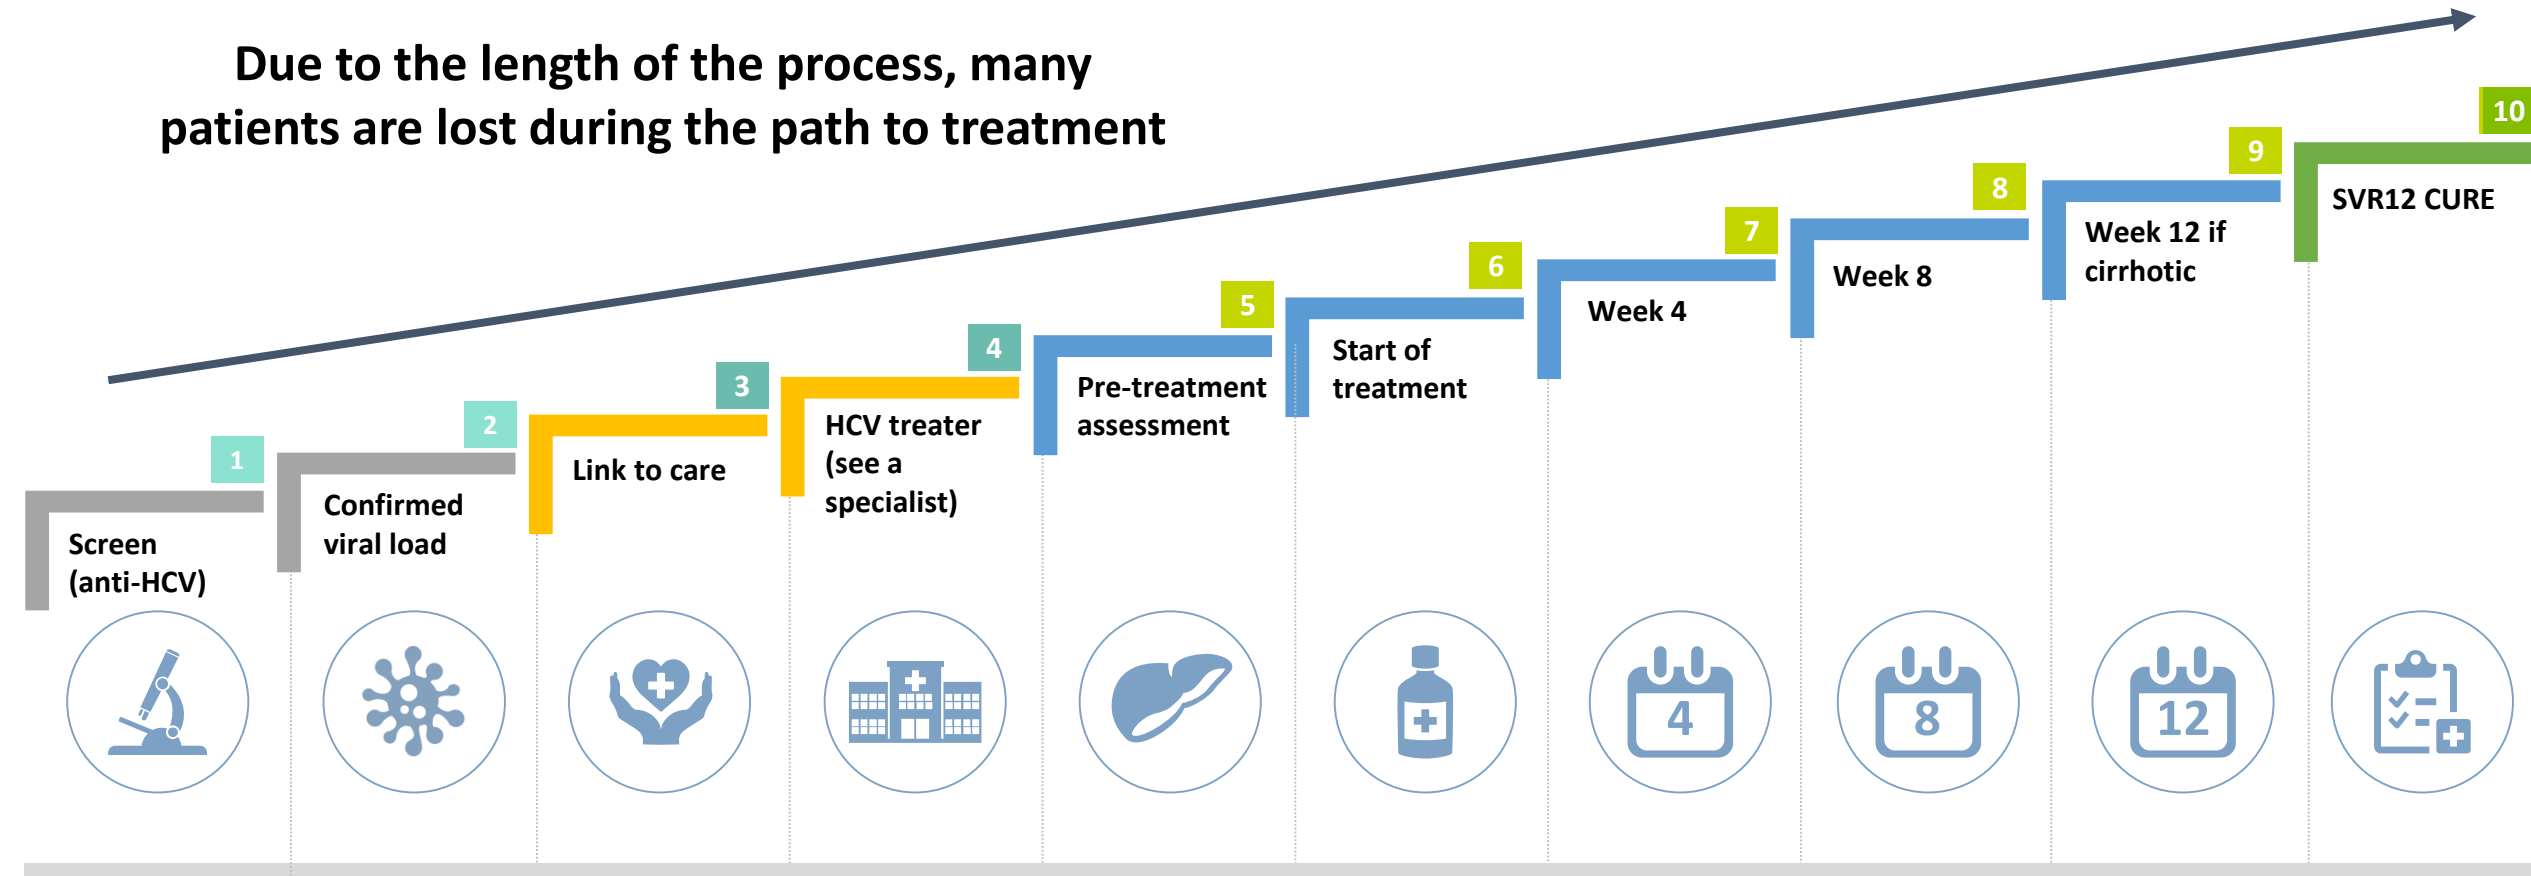 Due to the length of the process, many
patients are lost during the path to treatment
1
Screen
(anti-HCV)
2
Confirmed
viral load
3
Link to care
4
HCV treater
(see a
specialist)
5
Pre-treatment
assessment
6
Start of
treatment
7
Week 4
8
Week 8
9
Week 12 if
cirrhotic
10
SVR12 CURE
4
8
12